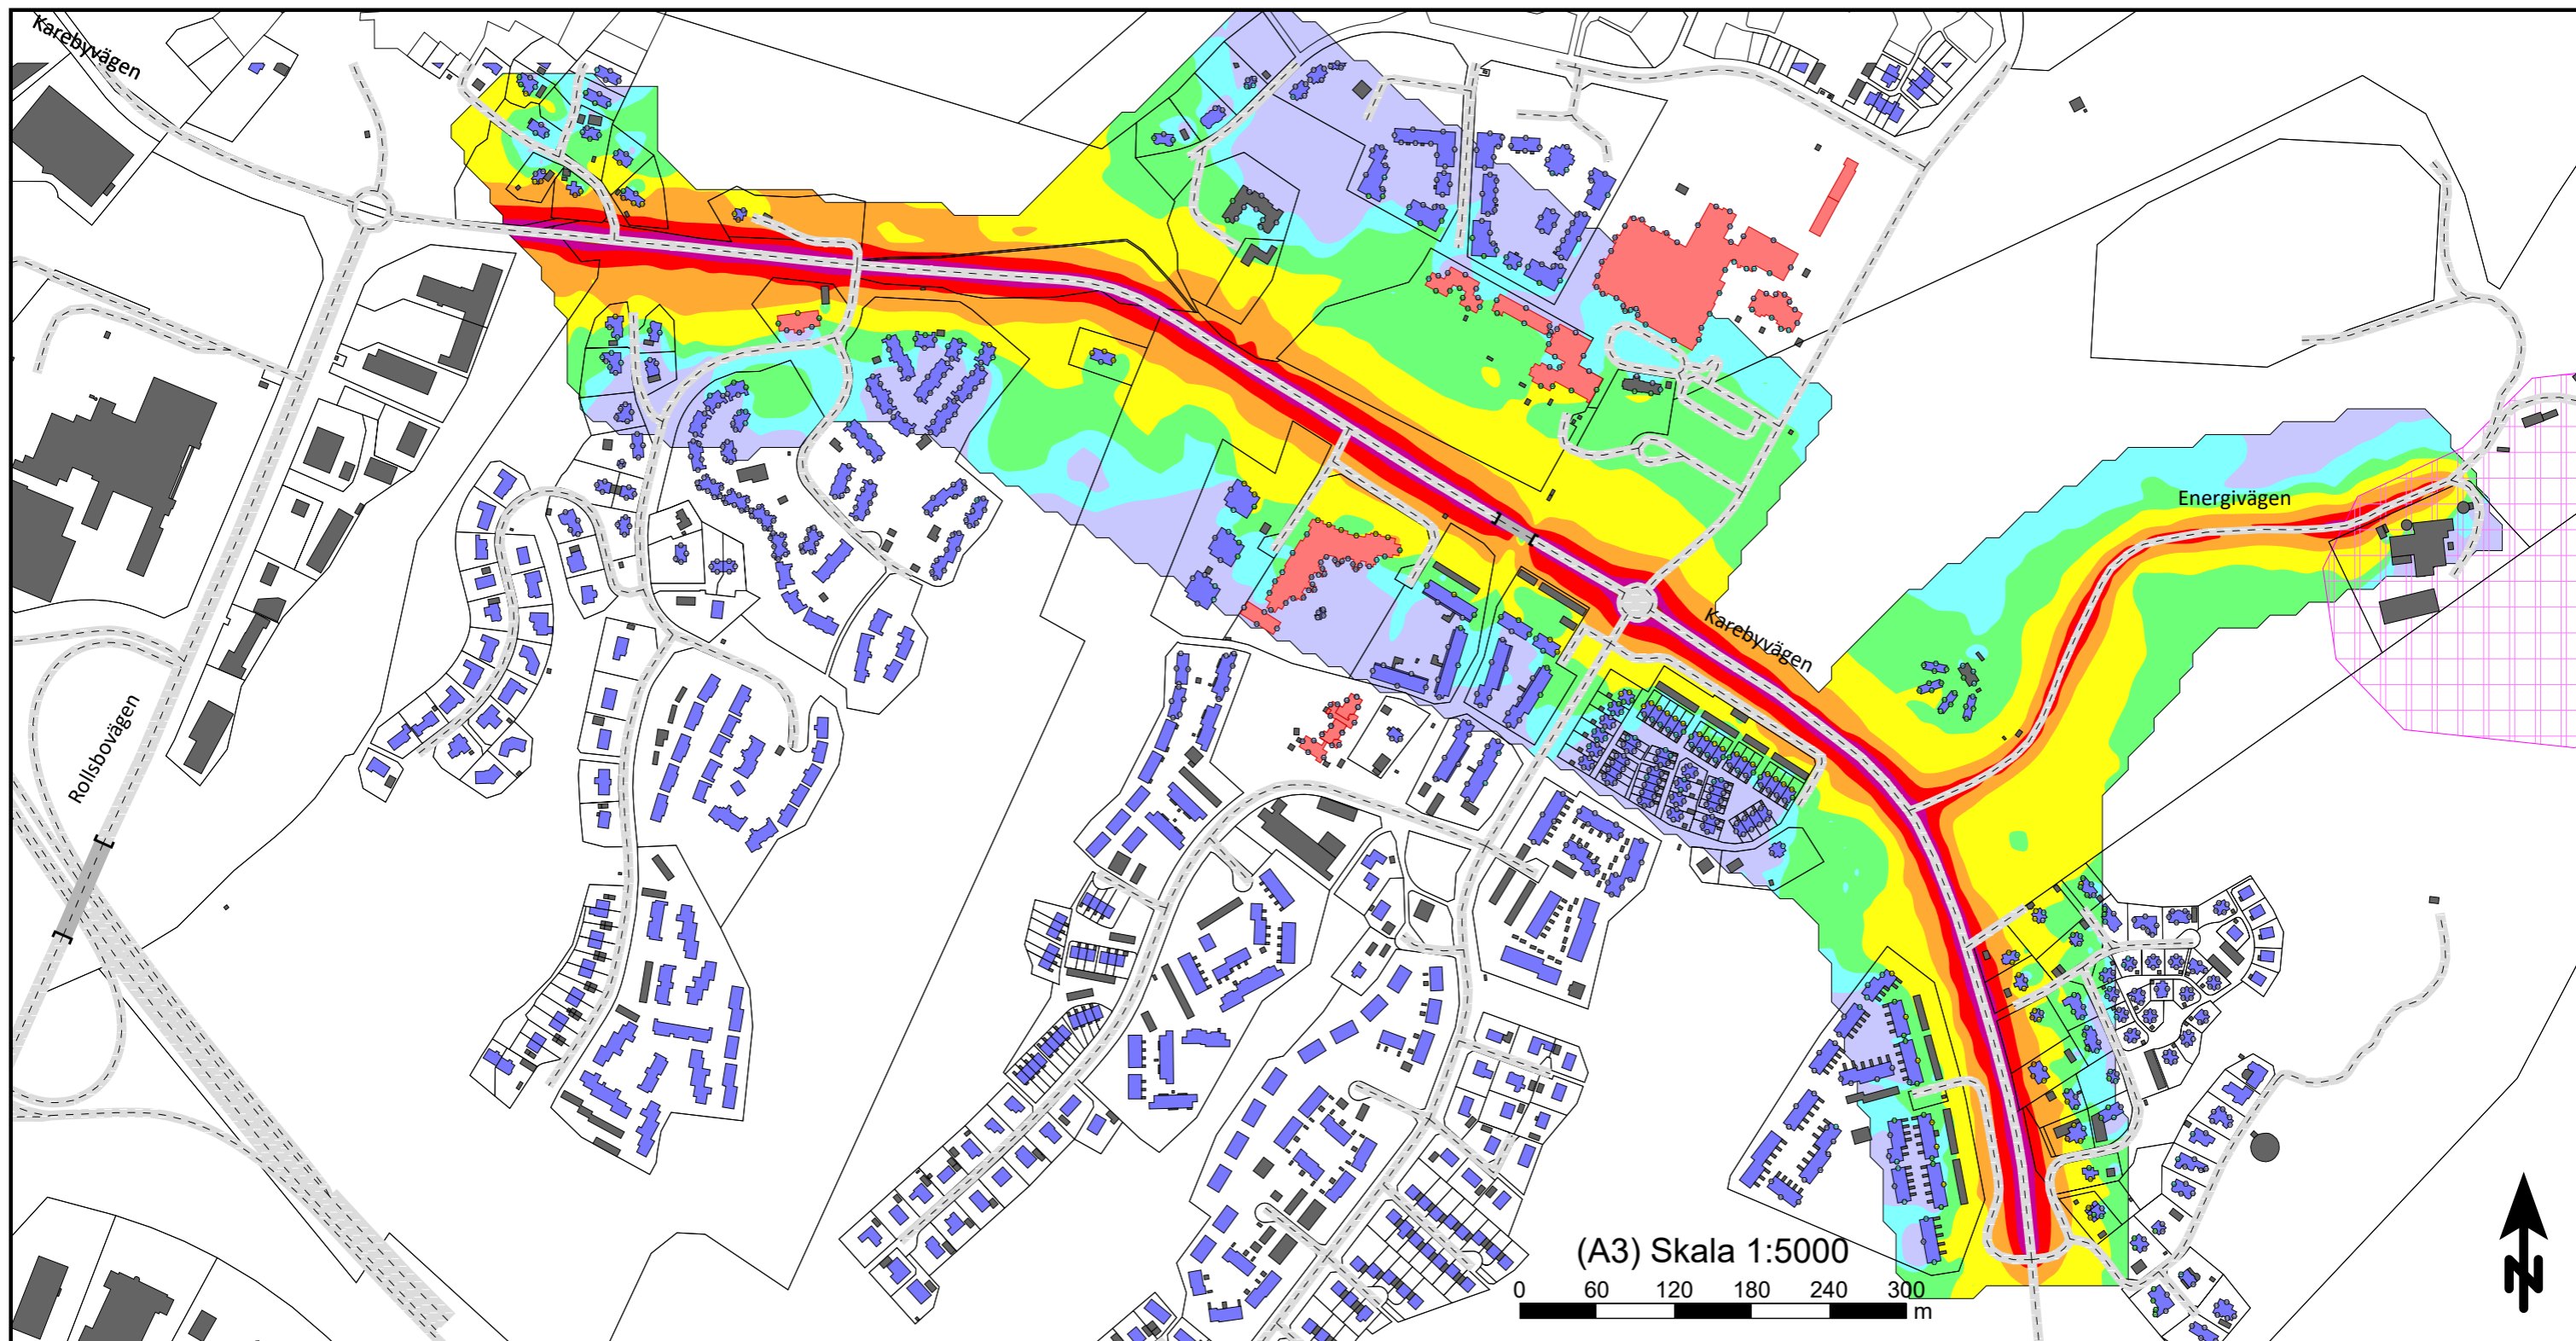 Karebyvägen
Energivägen
Karebyvägen
Rollsbovägen
(A3) Skala 1:5000
0 60 120 180 240 300
m
N